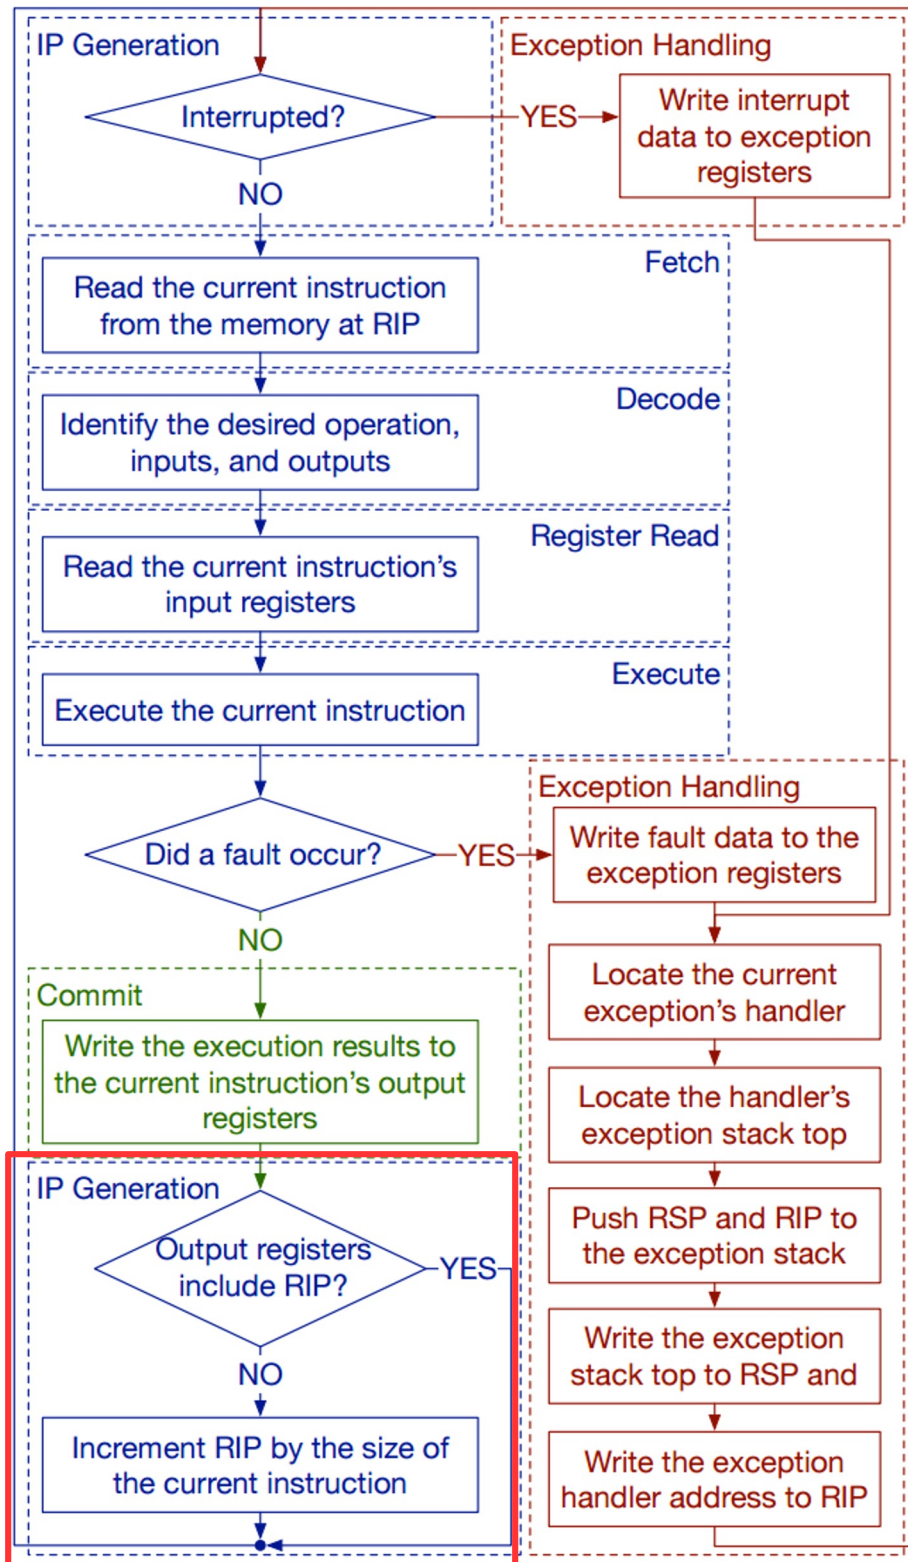 IP Generation
Exception Handling
Interrupted?
YES
Write interrupt
data to exception
registers
NO
Fetch
Read the current instruction
from the memory at RIP
Decode
Identify the desired operation,
inputs, and outputs
Register Read
Read the current instruction’s
input registers
Execute
Execute the current instruction
Did a fault occur?
YES
Exception Handling
Write fault data to the
exception registers
NO
Locate the current
exception’s handler
Locate the handler’s
exception stack top
Push RSP and RIP to
the exception stack
Write the exception
stack top to RSP and
Write the exception
handler address to RIP
Commit
Write the execution results to
the current instruction’s output
registers
IP Generation
Output registers
include RIP?
YES
NO
Increment RIP by the size of
the current instruction